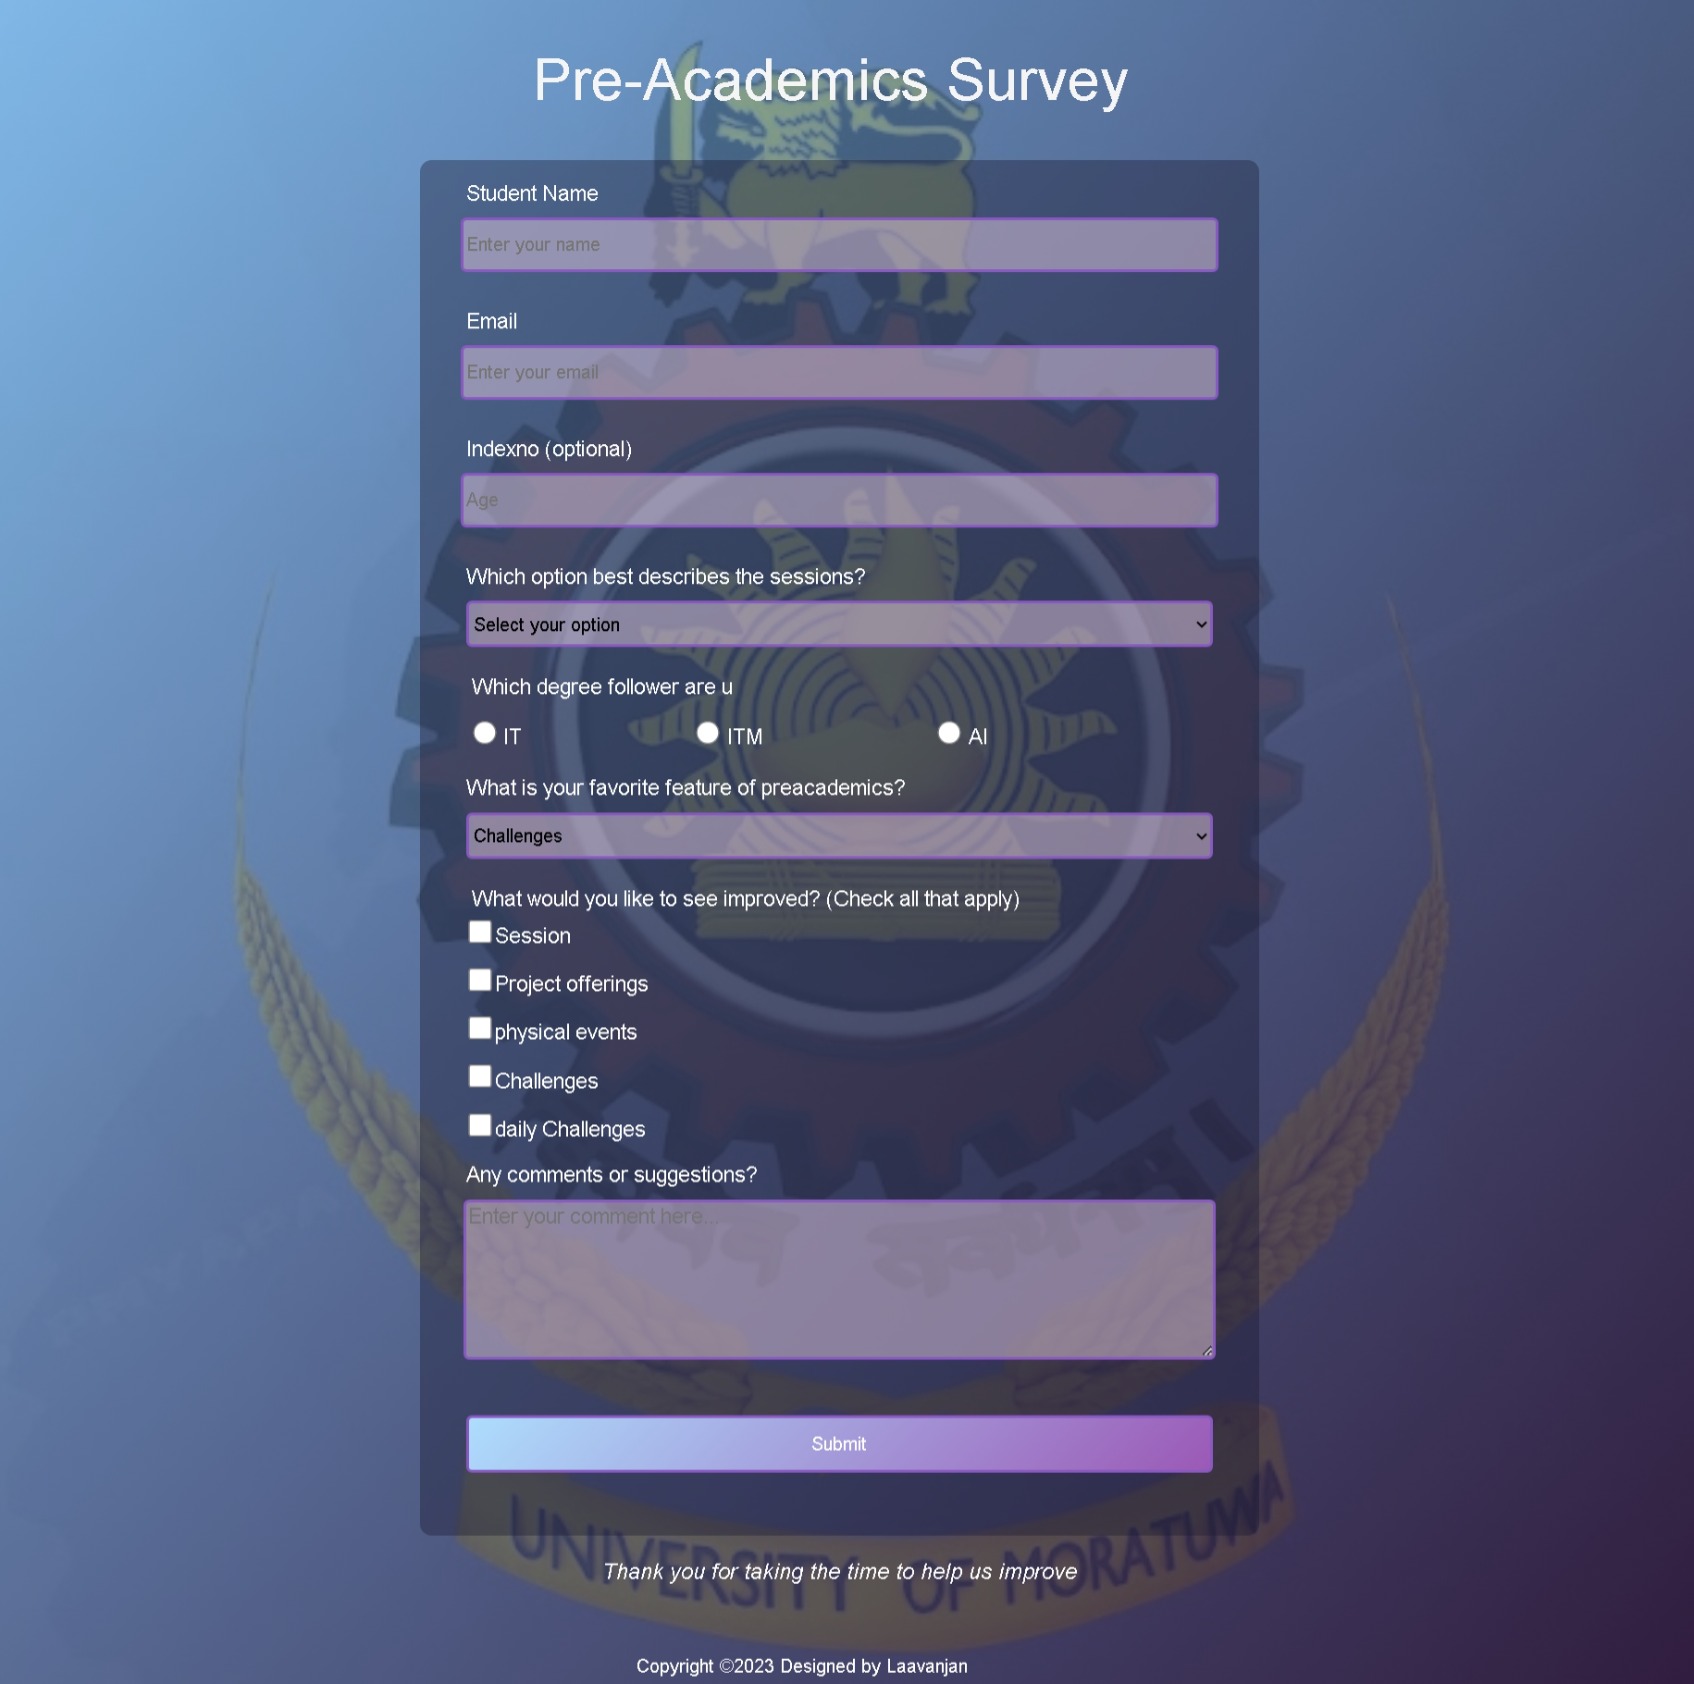 Pre-Academics Survey
Student Name
Enter your name
Email
Enter your email
Indexno (optional)
Age
Which option best describes the sessions?
Select your option
Which degree follower are u
IT ITM AI
What is your favorite feature of preacademics?
Challenges
What would you like to see improved? (Check all that apply)
Session
Project offerings
physical events
Challenges
daily Challenges
Any comments or suggestions?
Enter your comment here...
Submit
UNIVERSITY OF MORATUWA
Thank you for taking the time to help us improve
Copyright ©2023 Designed by Laavanjan